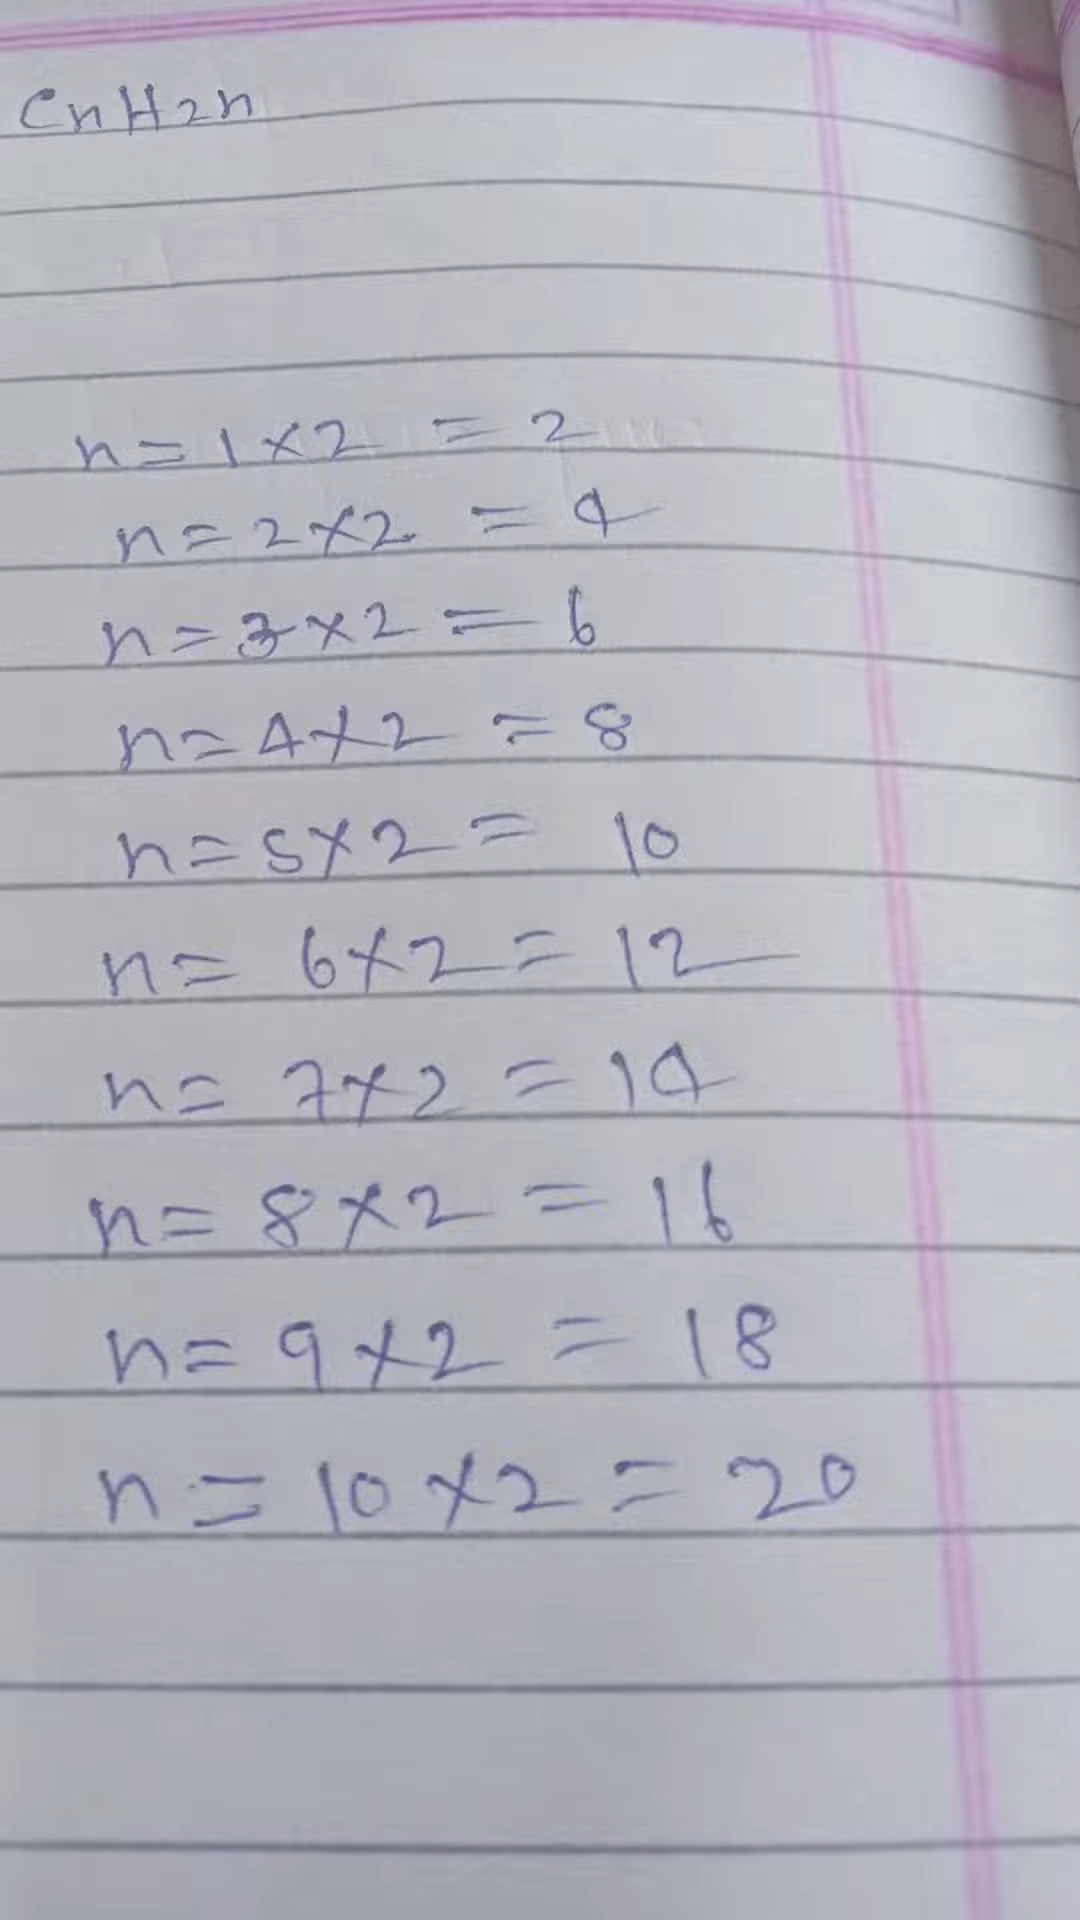 CnH2n
n=1×2 = 2
n=2×2 = 4
n=3×2 = 6
n=4×2 = 8
n=5×2 = 10
n= 6×2 = 12
n= 7×2 = 14
n= 8×2 = 16
n= 9×2 = 18
n= 10×2 = 20